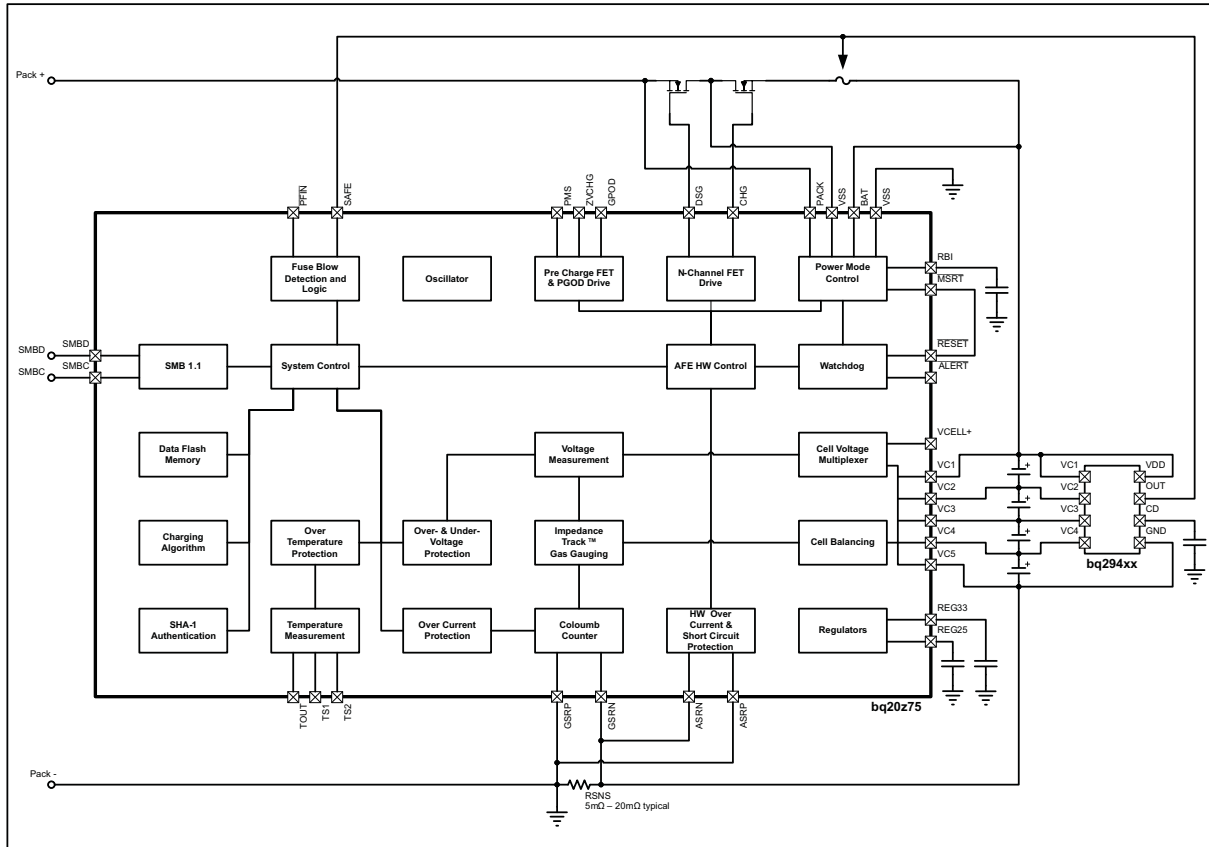 Pack +
PFIN
SAFE
PMS
ZVCHG
GPOD
DSG
CHG
PACK
VSS
BAT
VSS
Fuse Blow
Detection and
Logic
Oscillator
Pre Charge FET
& PGOD Drive
N-Channel FET
Drive
Power Mode
Control
RBI
MSRT
SMBD
SMBD
SMBC
SMBC
SMB 1.1
System Control
AFE HW Control
Watchdog
RESET
ALERT
Data Flash
Memory
Voltage
Measurement
Cell Voltage
Multiplexer
VCELL+
VC1
VC2
VC3
VC4
VC5
VC1
VC2
VC3
VC4
VDD
OUT
CD
GND
bq294xx
Charging
Algorithm
Over
Temperature
Protection
Over- & Under-
Voltage
Protection
Impedance
Track ™
Gas Gauging
Cell Balancing
SHA-1
Authentication
Temperature
Measurement
Over Current
Protection
Coloumb
Counter
HW Over
Current &
Short Circuit
Protection
Regulators
REG33
REG25
TOUT
TS1
TS2
GSRP
GSRN
ASRN
ASRP
bq20z75
Pack -
RSNS
5mΩ – 20mΩ typical